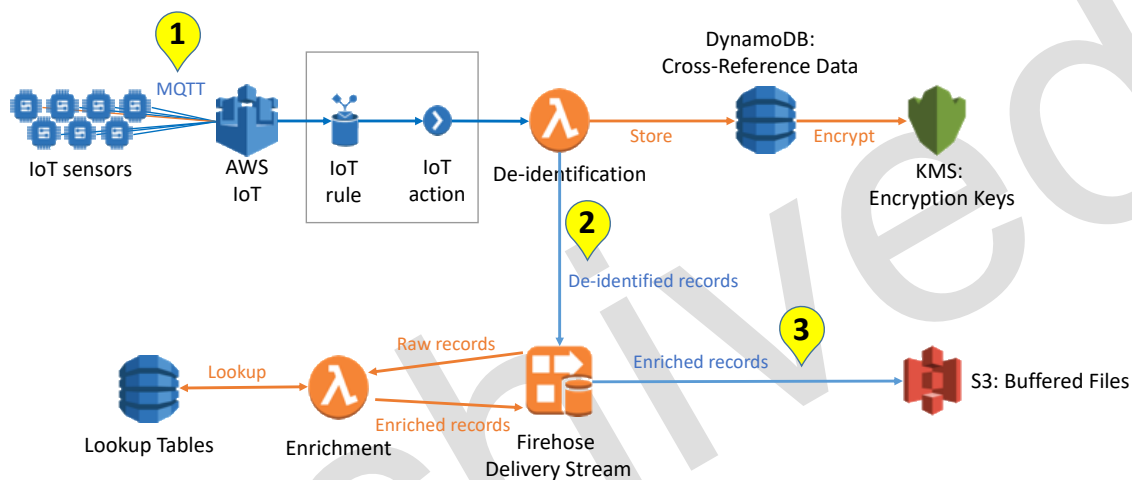 1
MQTT
DynamoDB:
Cross-Reference Data
Store
Encrypt
IoT sensors
AWS
IoT
IoT
rule
IoT
action
De-identification
KMS:
Encryption Keys
2
De-identified records
3
Raw records
Enriched records
Lookup
S3: Buffered Files
Enriched records
Lookup Tables
Enrichment
Firehose
Delivery Stream
chived